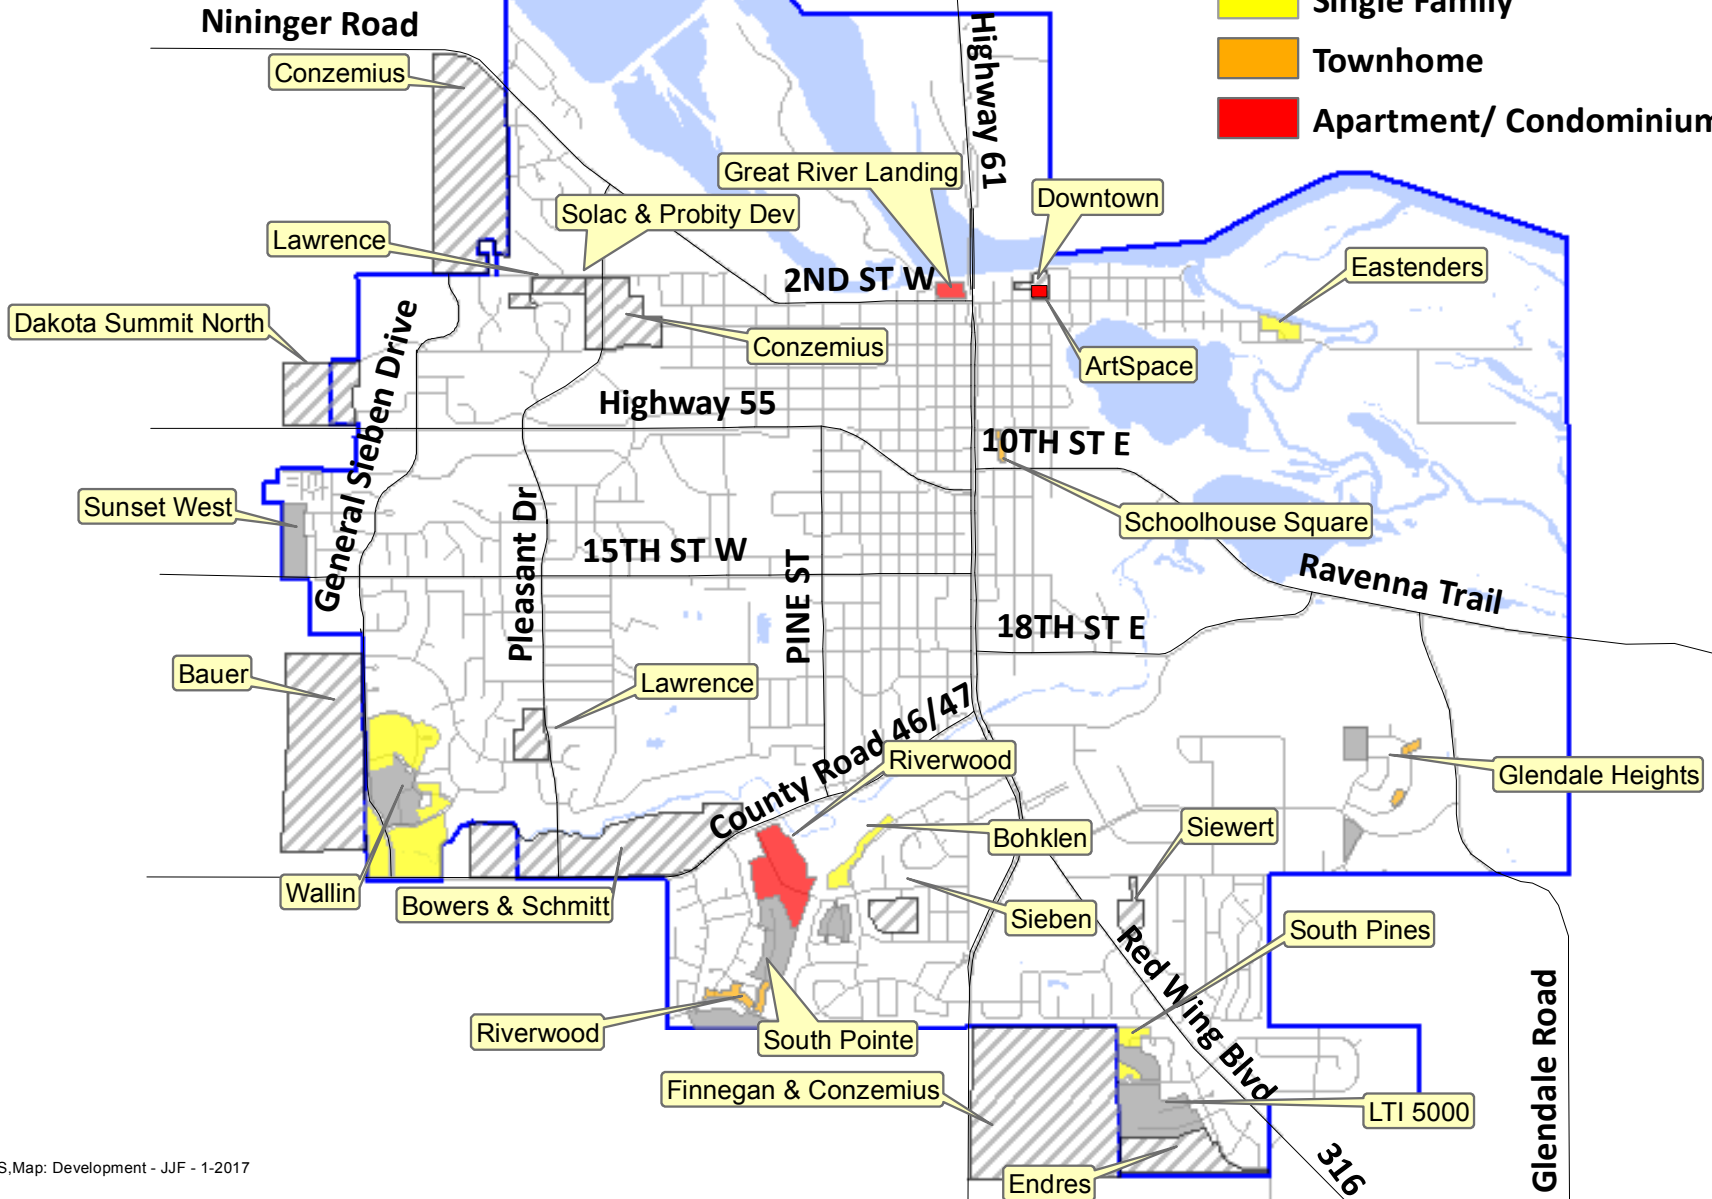 Nininger Road
Single Family
Highway 61
Townhome
Conzemius
Apartment/ Condominium
Great River Landing
Downtown
Solac & Probity Dev
Lawrence
Eastenders
2ND ST W
Dakota Summit North
Conzemius
ArtSpace
General Sieben Drive
Highway 55
10TH ST E
Sunset West
Schoolhouse Square
Pleasant Dr
15TH ST W
PINE ST
Ravenna Trail
18TH ST E
Bauer
Lawrence
County Road 46/47
Riverwood
Glendale Heights
Siewert
Bohklen
Wallin
Bowers & Schmitt
Sieben
South Pines
Red Wing Blvd
Riverwood
South Pointe
Glendale Road
Finnegan & Conzemius
LTI 5000
316
S,Map: Development - JJF - 1-2017
Endres